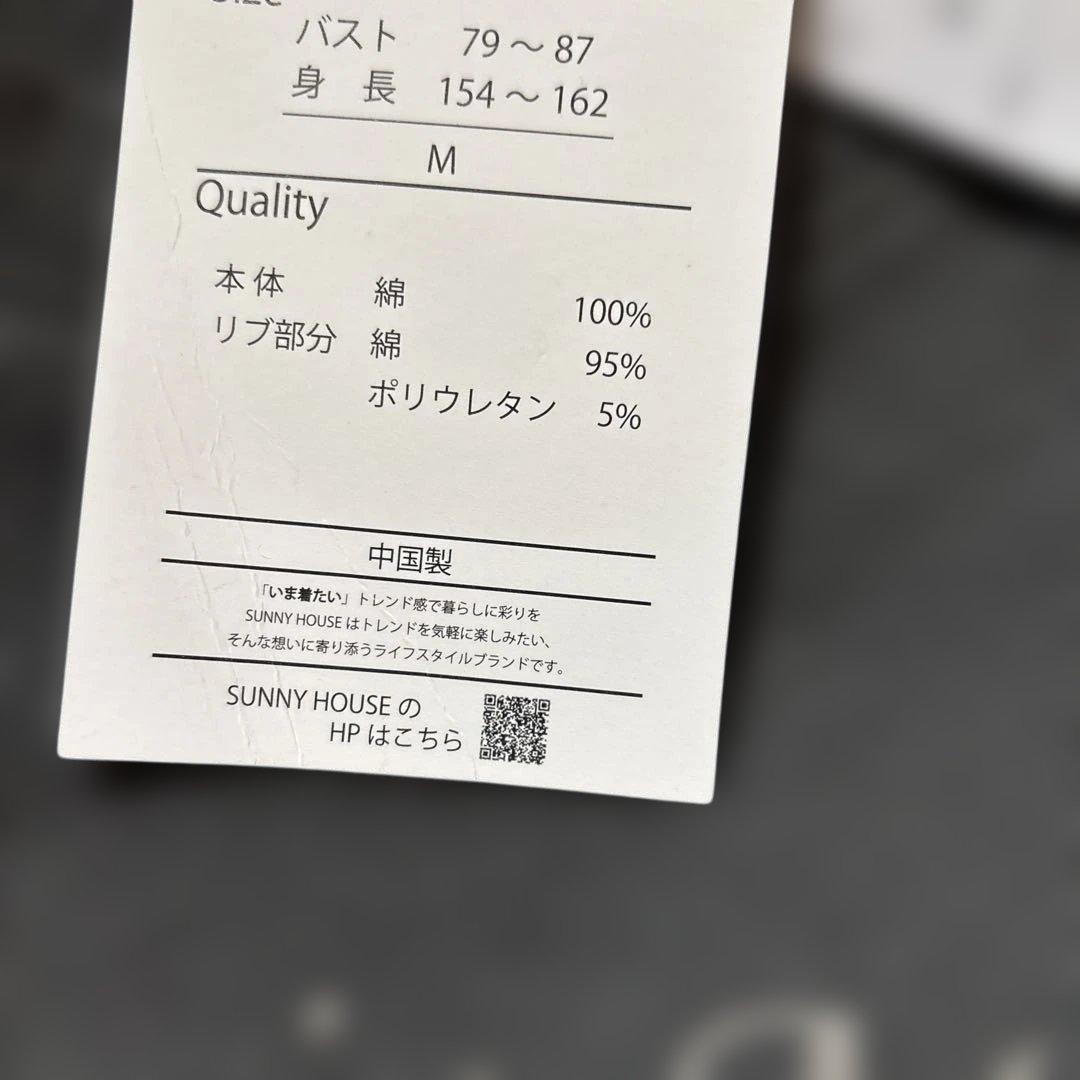 Size
バスト 79～87
身 長 154～162
M
Quality
本体 綿 100%
リブ部分 綿 95%
ポリウレタン 5%
中国製
「いま着たい」トレンド感で暮らしに彩りを
SUNNY HOUSE はトレンドを気軽に楽しみたい、
そんな想いに寄り添うライフスタイルブランドです。
SUNNY HOUSE の
HP はこちら